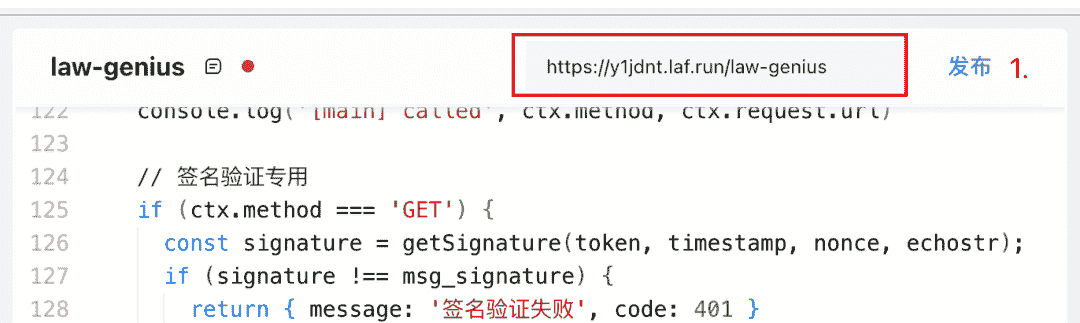 law-genius
https://y1jdnt.laf.run/law-genius
发布 1.
122 console.log('[main] called', ctx.method, ctx.request.url)
123
124 // 签名验证专用
125 if (ctx.method === 'GET') {
126 const signature = getSignature(token, timestamp, nonce, echostr);
127 if (signature !== msg_signature) {
128 return { message: '签名验证失败', code: 401 }